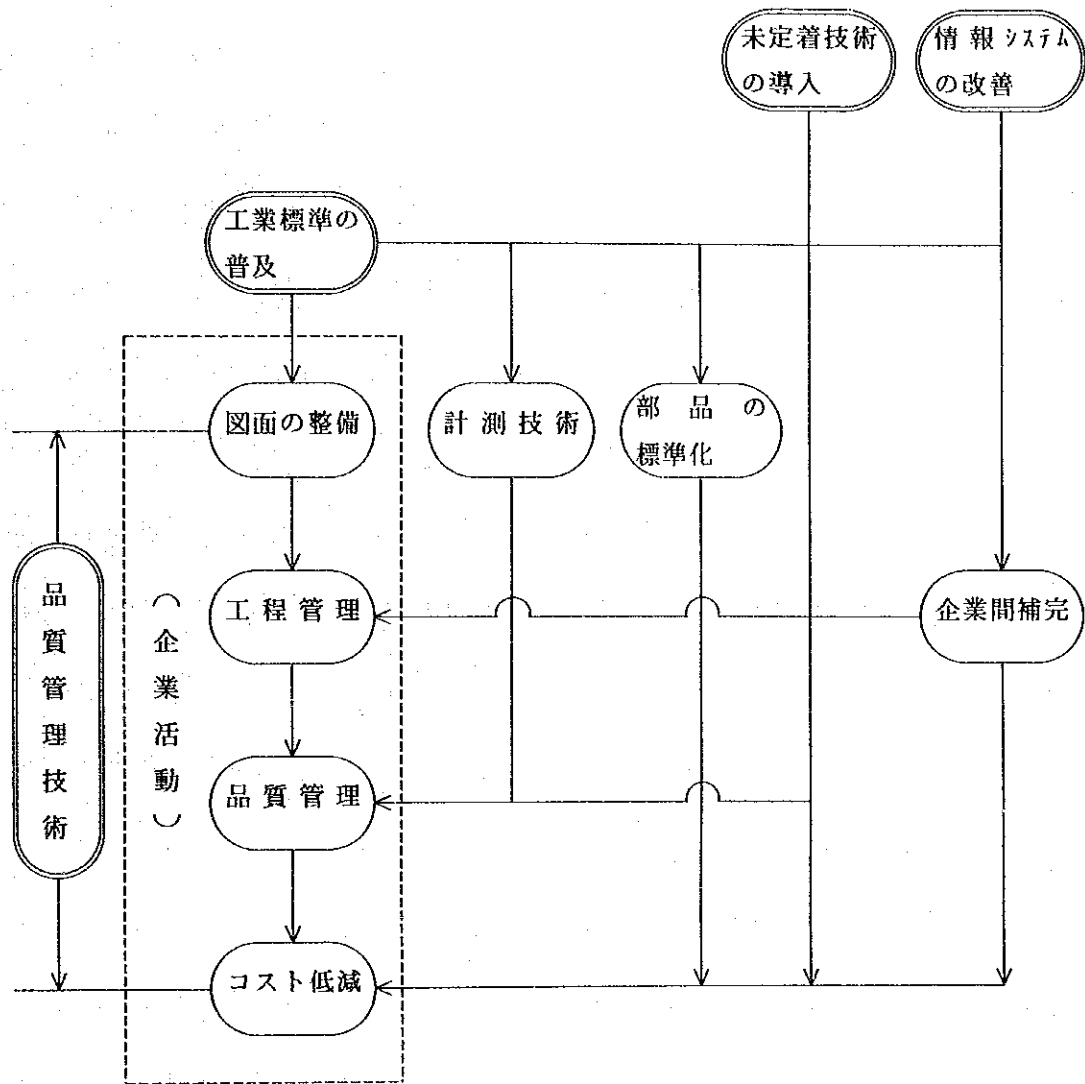 未定着技術
の導入
情報システム
の改善
工業標準の
普及
図面の整備
計測技術
部品の
標準化
工程管理
企業間補完
品質管理技術
（企業活動）
品質管理
コスト低減